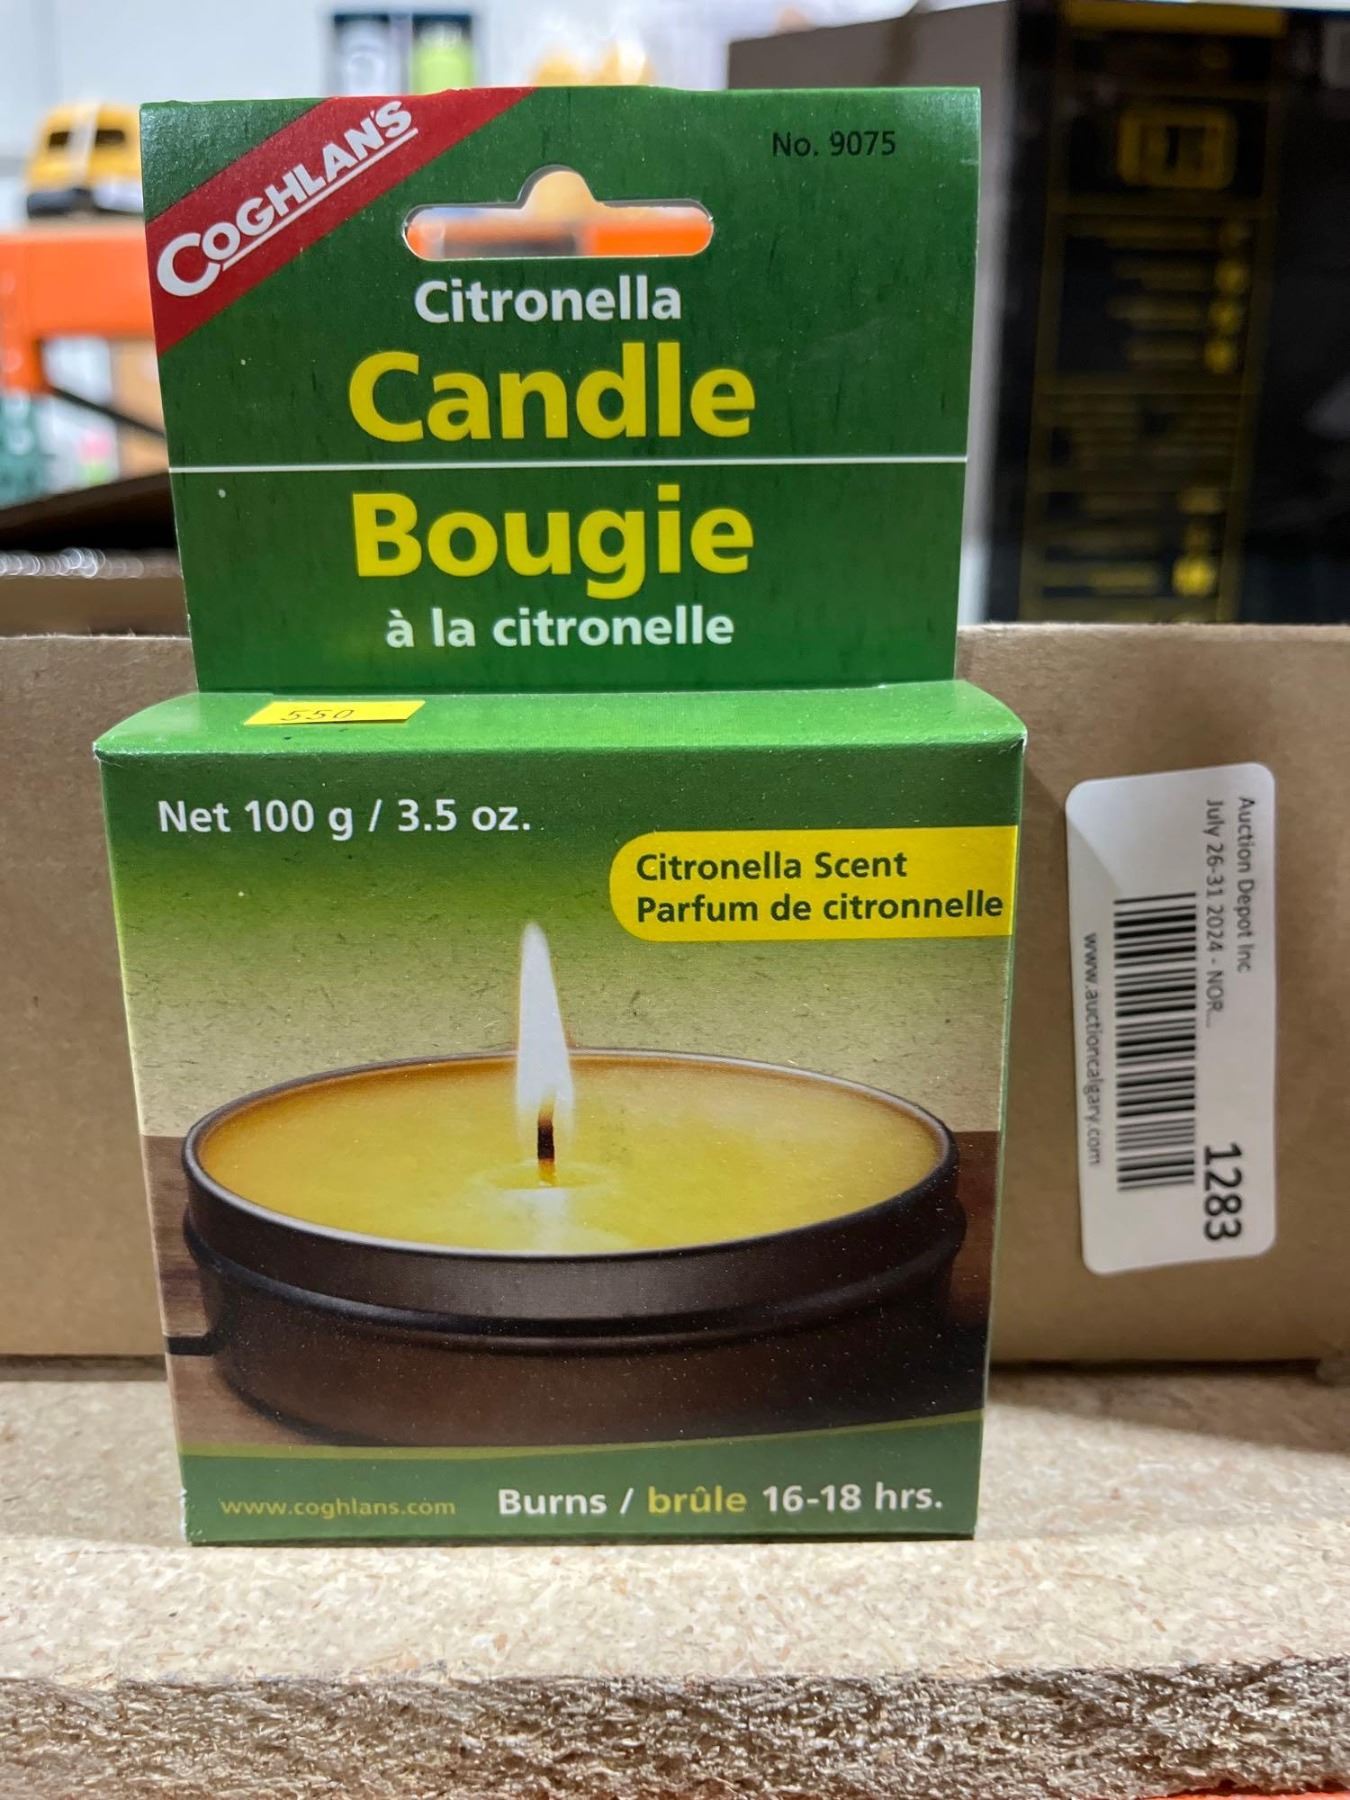 COGHLAN'S
No. 9075
Citronella
Candle
Bougie
à la citronelle
550
Net 100 g / 3.5 oz.
Citronella Scent
Parfum de citronnelle
www.coghlans.com
Burns / brûle 16-18 hrs.
Auction Depot Inc
July 26-31 2024 - NOR...
1283
www.auctioncalgary.com